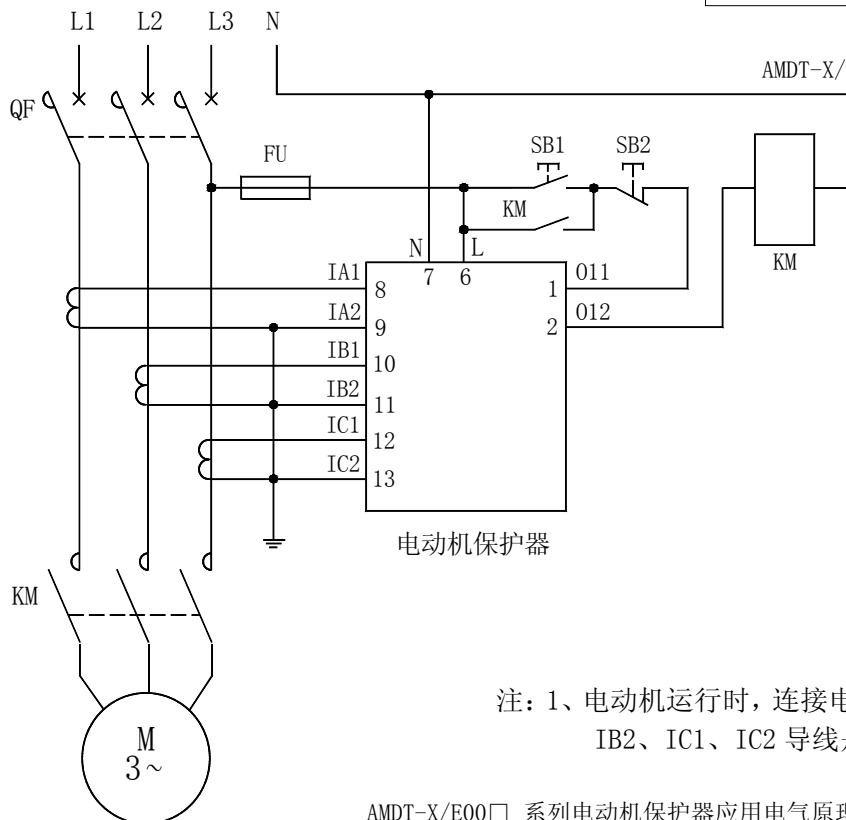 L1 L2 L3 N
AMDT-X/
QF
FU
SB1 SB2
KM
KM
N L
7 6
IA1 8
IA2 9
IB1 10
IB2 11
IC1 12
IC2 13
1 011
2 012
电动机保护器
KM
M
3~
注: 1、电动机运行时, 连接电
IB2、IC1、IC2 导线
AMDT-X/E00□ 系列电动机保护器应用电气原理